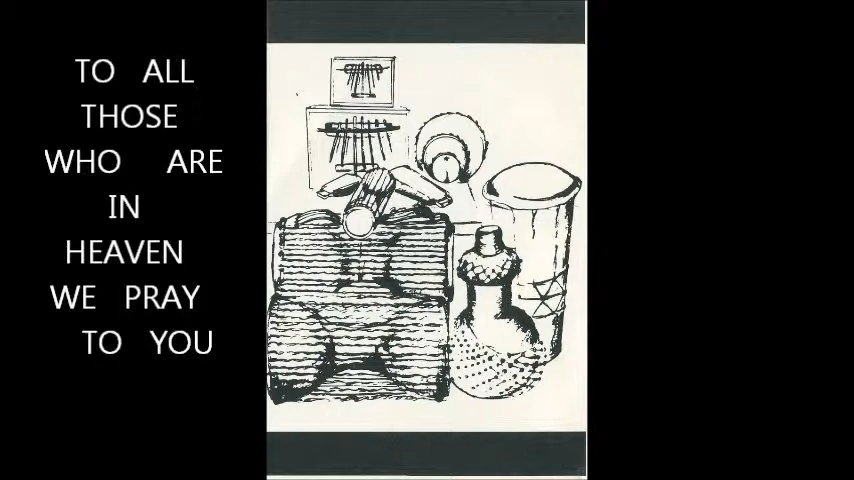 TO ALL
THOSE
WHO ARE
IN
HEAVEN
WE PRAY
TO YOU